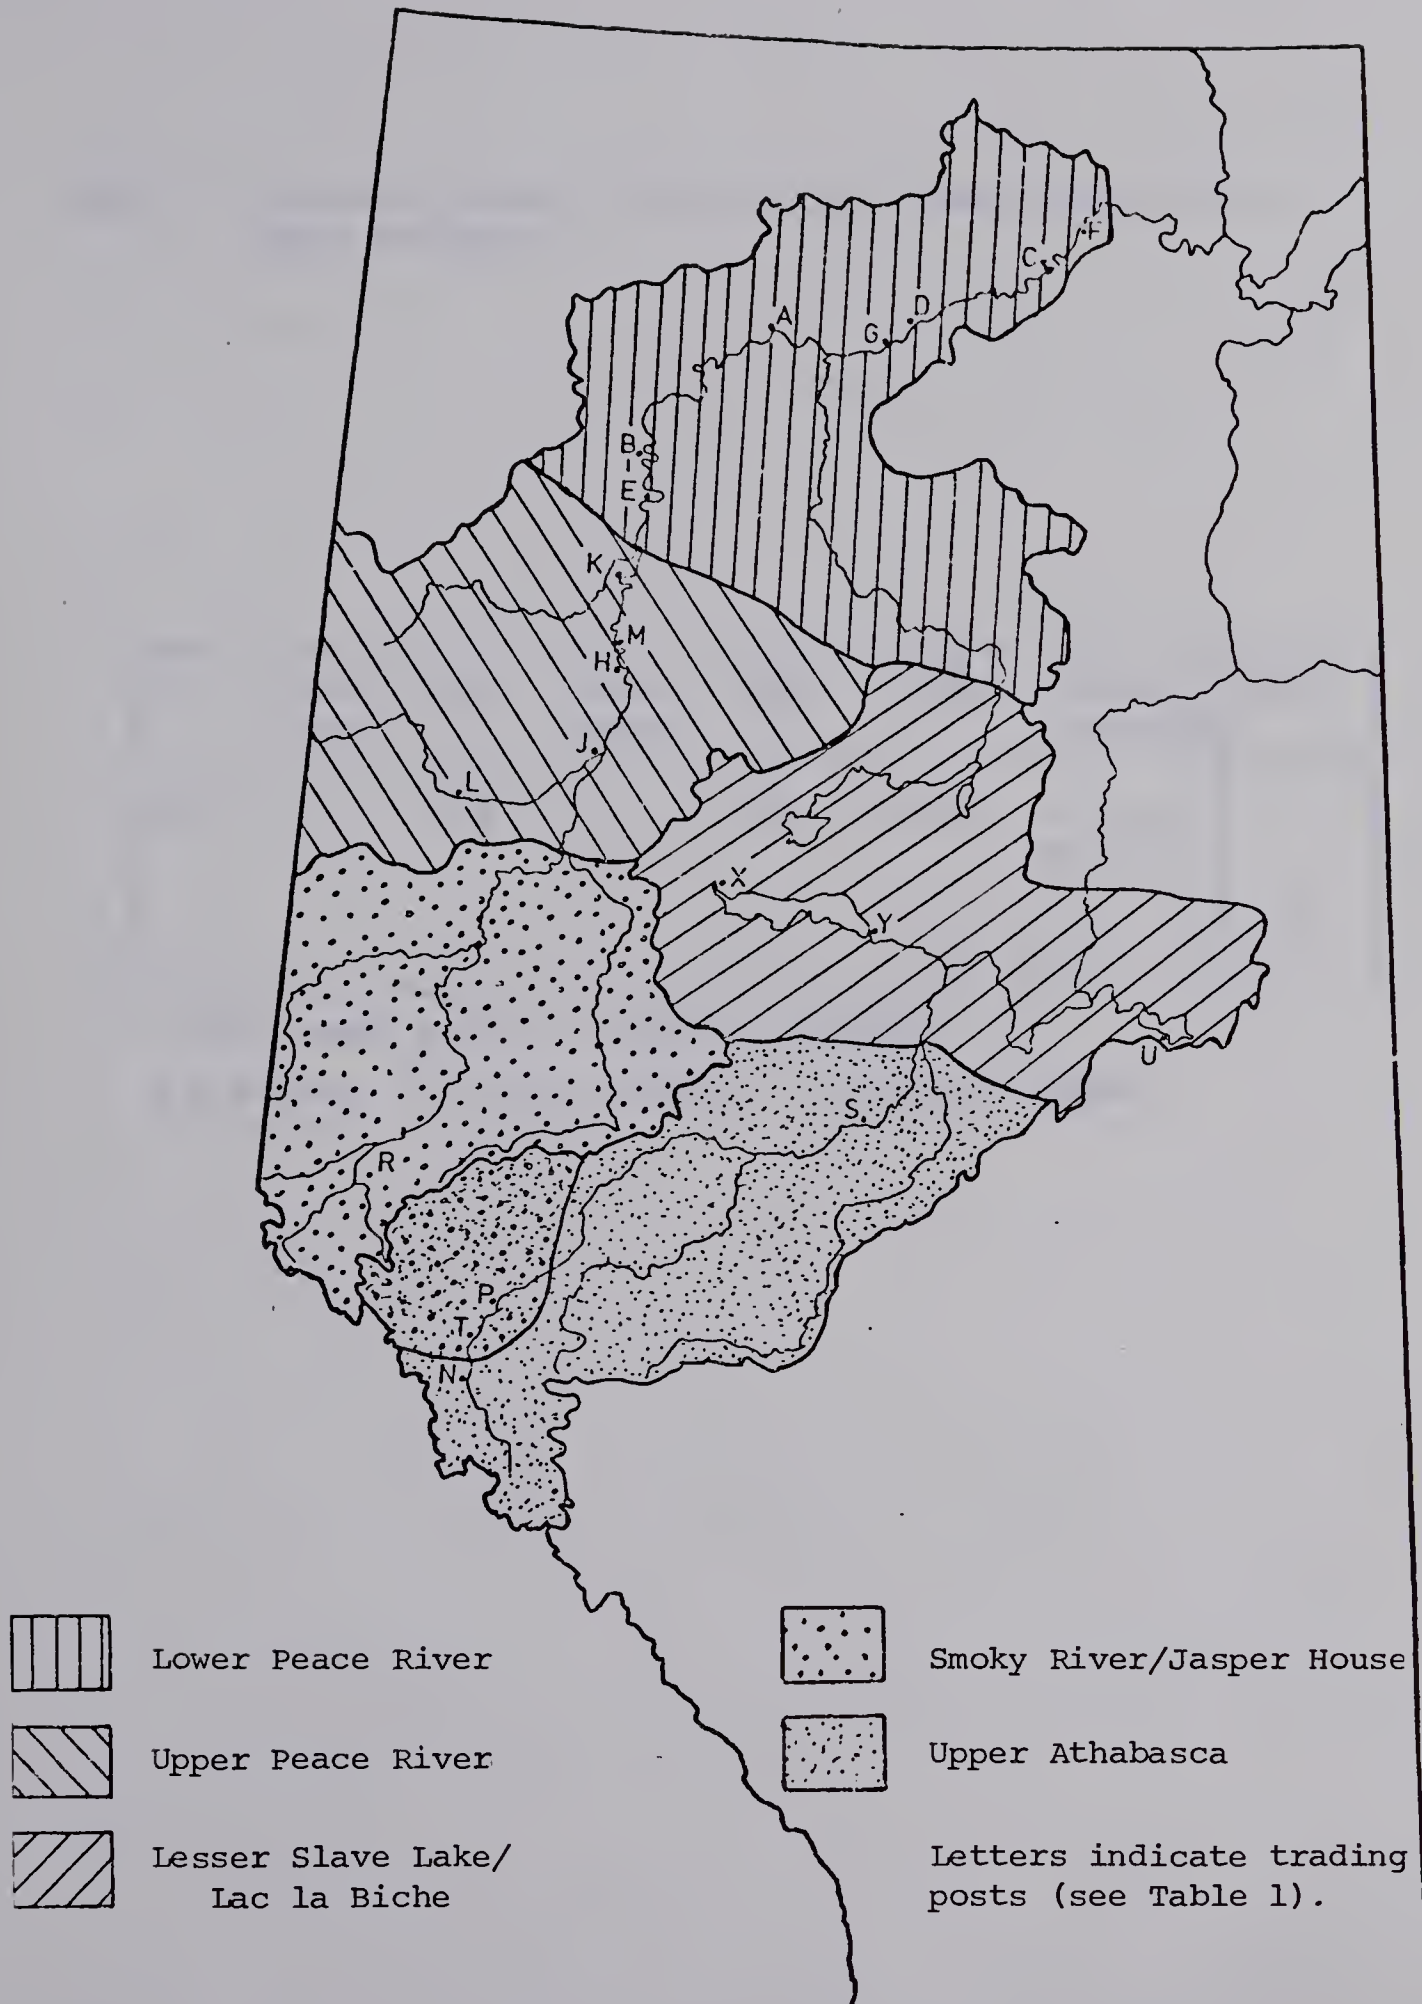 F
C
D
A
G
B
E
K
M
H
J
L
X
Y
U
S
R
P
T
N
Lower Peace River
Upper Peace River
Lesser Slave Lake/
Lac la Biche
Smoky River/Jasper House
Upper Athabasca
Letters indicate trading
posts (see Table 1).